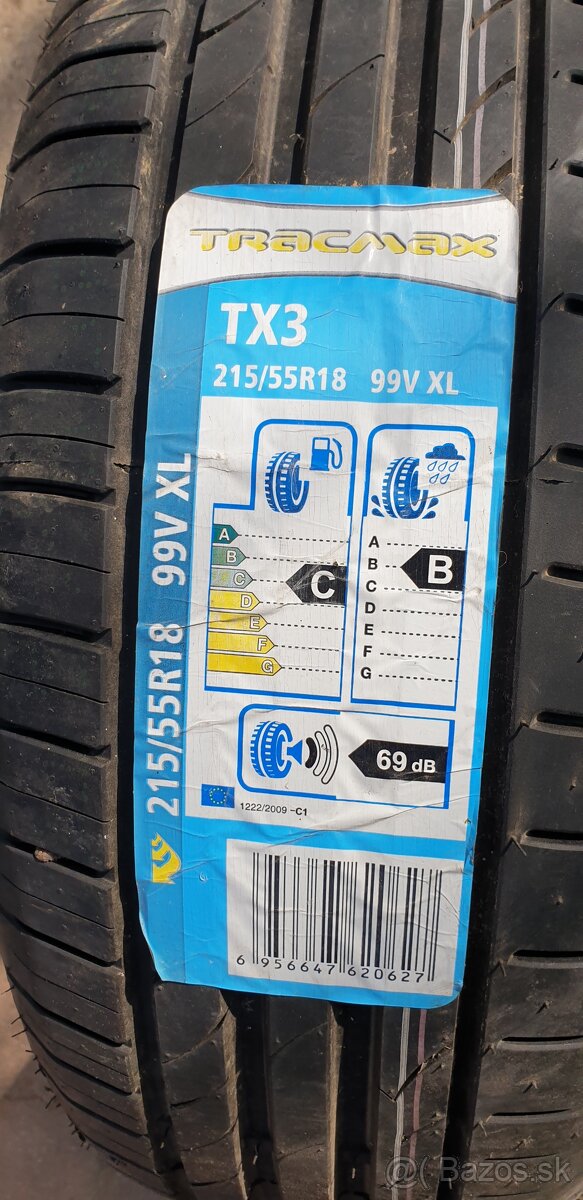 TRACMAX
TX3
215/55R18 99V XL
215/55R18 99V XL
A
B
C
D
E
F
G
C
A
B
C
D
E
F
G
B
69 dB
1222/2009 -C1
6 956647 620627
@( Bazos.sk